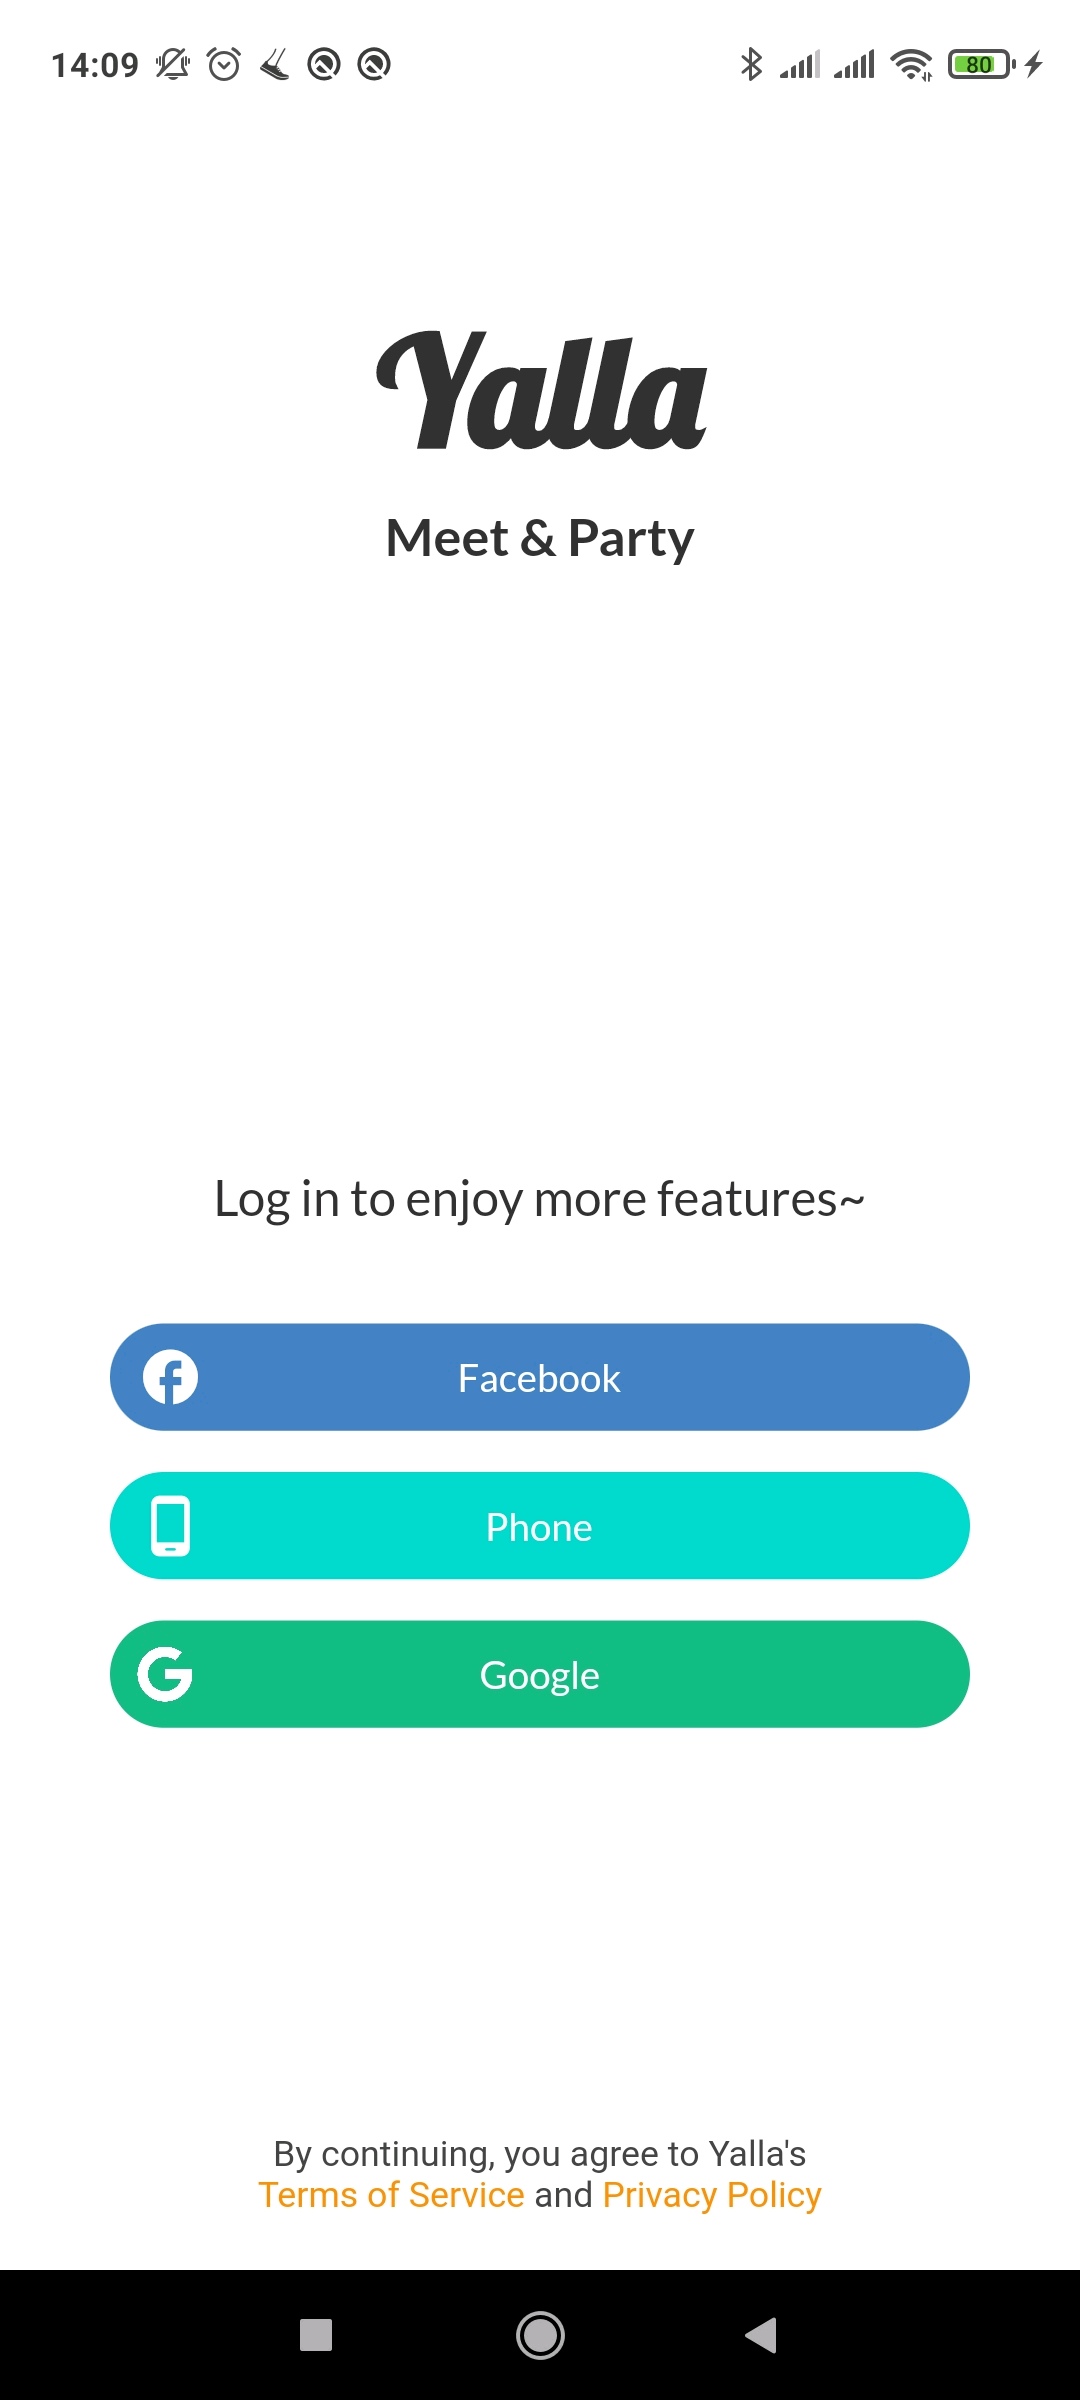 14:09
80
Yalla
Meet & Party
Log in to enjoy more features~
Facebook
Phone
Google
By continuing, you agree to Yalla's
Terms of Service and Privacy Policy